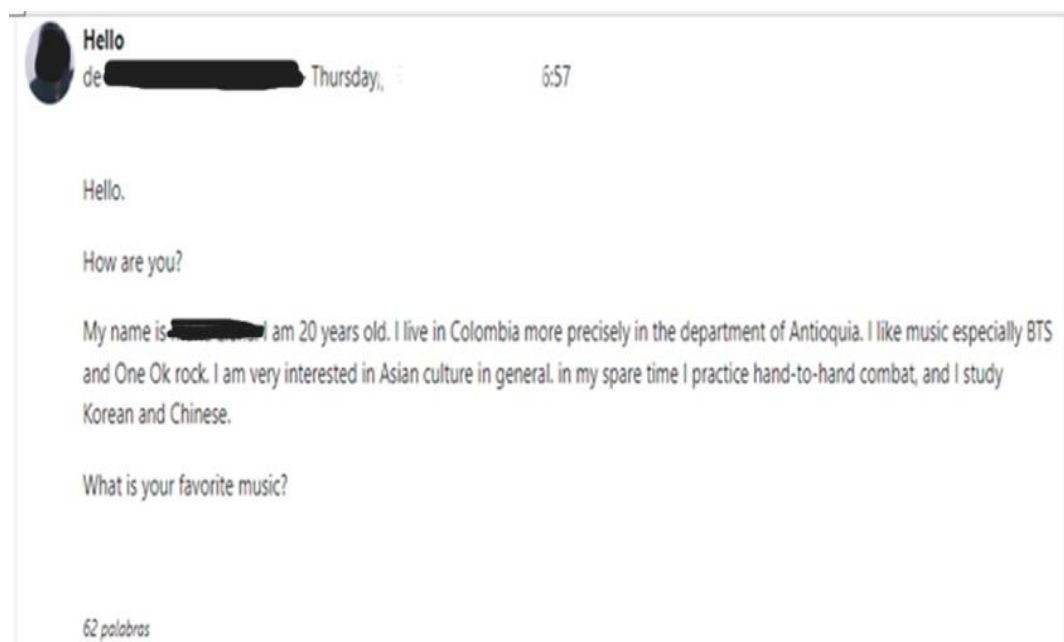 Hello
de Thursday, 6:57
Hello.
How are you?
My name is I am 20 years old. I live in Colombia more precisely in the department of Antioquia. I like music especially BTS
and One Ok rock. I am very interested in Asian culture in general. in my spare time I practice hand-to-hand combat, and I study
Korean and Chinese.
What is your favorite music?
62 palabras